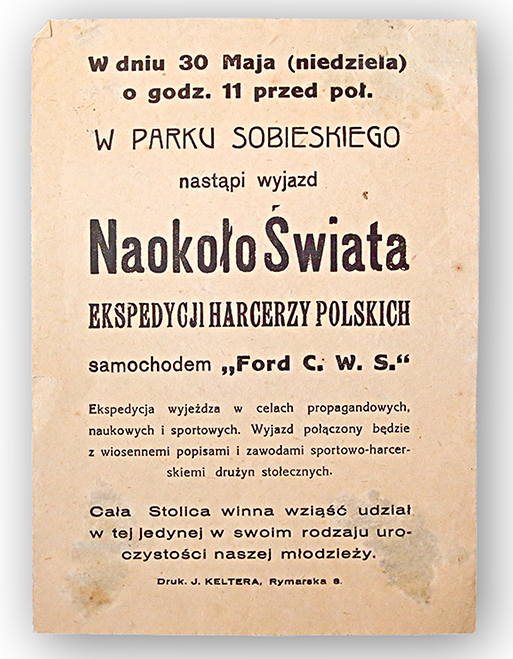 W dniu 30 Maja (niedziela)
o godz. 11 przed poł.
W PARKU SOBIESKIEGO
nastąpi wyjazd
Naokoło Świata
EKSPEDYCJI HARCERZY POLSKICH
samochodem „Ford C. W. S.“
Ekspedycja wyjeżdza w celach propagandowych,
naukowych i sportowych. Wyjazd połączony będzie
z wiosennemi popisami i zawodami sportowo-harcer-
skiemi drużyn stołecznych.
Cała Stolica winna wziąść udział
w tej jedynej w swoim rodzaju uro-
czystości naszej młodzieży.
Druk. J. KELTERA, Rymarska 8.